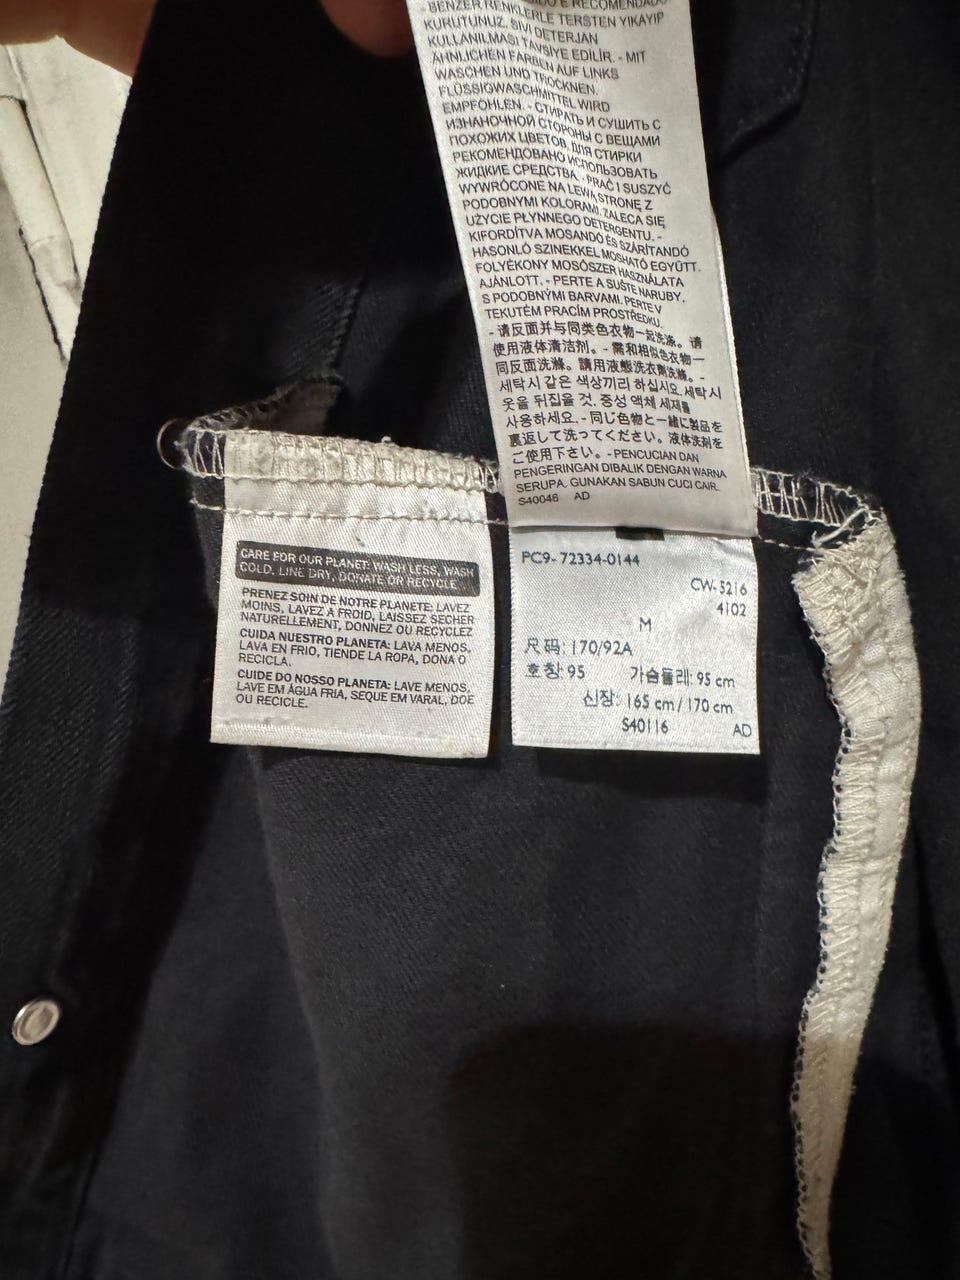 BENZER RENKLERLE TERSTEN YIKAYIP
KURUTUNUZ. SIVI DETERJAN
KULLANILMASI TAVSİYE EDİLİR. - MIT
ÄHNLICHEN FARBEN AUF LINKS
WASCHEN UND TROCKNEN.
FLÜSSIGWASCHMITTEL WIRD
EMPFOHLEN. - СТИРАТЬ И СУШИТЬ С
ИЗНАНОЧНОЙ СТОРОНЫ С ВЕЩАМИ
ПОХОЖИХ ЦВЕТОВ. ДЛЯ СТИРКИ
РЕКОМЕНДОВАНО ИСПОЛЬЗОВАТЬ
ЖИДКИЕ СРЕДСТВА. - PRAĆ I SUSZYĆ
WYWRÓCONE NA LEWĄ STRONĘ Z
PODOBNYMI KOLORAMI. ZALECA SIĘ
UŻYCIE PŁYNNEGO DETERGENTU. -
KIFORDÍTVA MOSANDÓ ÉS SZÁRÍTANDÓ
HASONLÓ SZINEKKEL MOSHATÓ EGYÜTT.
FOLYÉKONY MOSÓSZER HASZNÁLATA
AJÁNLOTT. - PERTE A SUŠTE NARUBY,
S PODOBNÝMI BARVAMI. PERTE V
TEKUTÉM PRACÍM PROSTŘEDKU.
- 请反面并与同类色衣物一起洗涤。请
使用液体清洁剂。- 需和相似色衣物一
同反面洗滌。請用液態洗衣劑洗滌。-
세탁시 같은 색상끼리 하십시요. 세탁시
옷을 뒤집을 것. 중성 액체 세제를
사용하세요. - 同じ色物と一緒に製品を
裏返して洗ってください。液体洗剤を
ご使用下さい。- PENCUCIAN DAN
PENGERINGAN DIBALIK DENGAN WARNA
SERUPA, GUNAKAN SABUN CUCI CAIR.
S40046 AD
CARE FOR OUR PLANET: WASH LESS, WASH
COLD, LINE DRY, DONATE OR RECYCLE.
PRENEZ SOIN DE NOTRE PLANETE: LAVEZ
MOINS, LAVEZ A FROID, LAISSEZ SECHER
NATURELLEMENT, DONNEZ OU RECYCLEZ
CUIDA NUESTRO PLANETA: LAVA MENOS,
LAVA EN FRIO, TIENDE LA ROPA, DONA O
RECICLA.
CUIDE DO NOSSO PLANETA: LAVE MENOS,
LAVE EM ÁGUA FRIA, SEQUE EM VARAL, DOE
OU RECICLE.
PC9- 72334-0144
CW-5216
4102
M
尺码: 170/92A
호칭: 95 가슴둘레: 95 cm
신장: 165 cm / 170 cm
S40116 AD